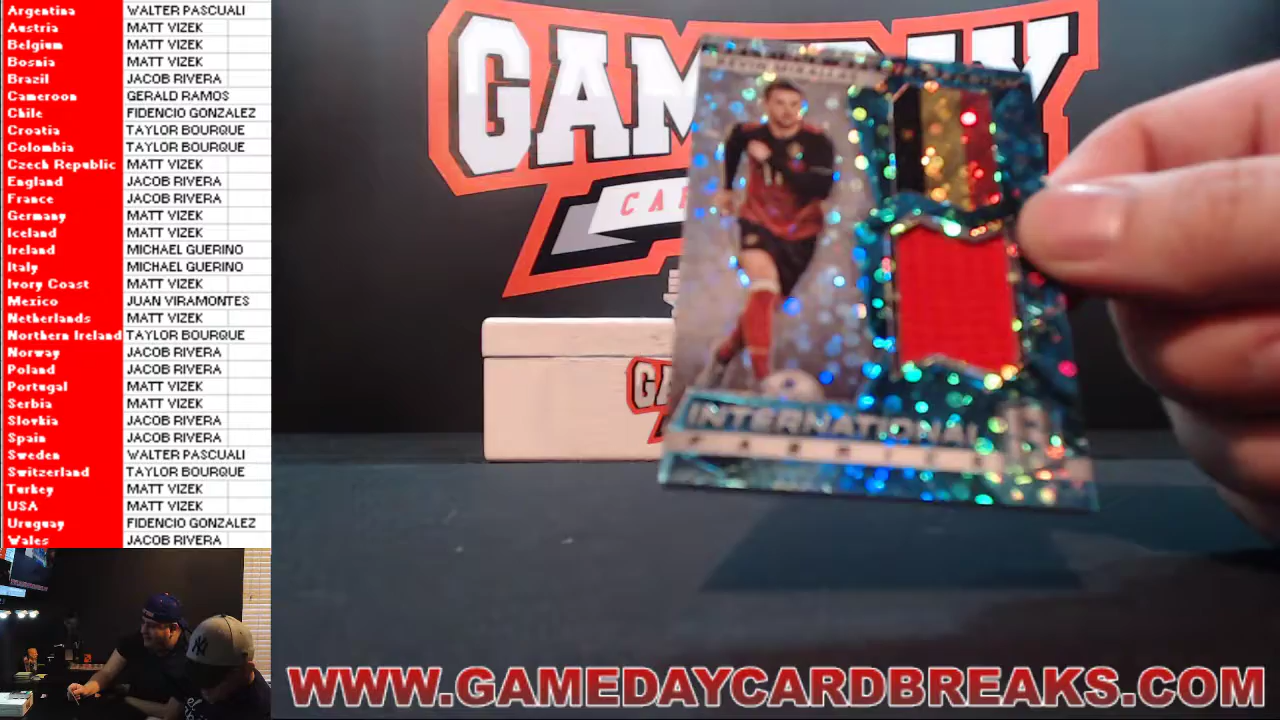 Argentina WALTER PASCUALI
Austria MATT VIZEK
Belgium MATT VIZEK
Bosnia MATT VIZEK
Brazil JACOB RIVERA
Cameroon GERALD RAMOS
Chile FIDENCIO GONZALEZ
Croatia TAYLOR BOURQUE
Colombia TAYLOR BOURQUE
Czech Republic MATT VIZEK
England JACOB RIVERA
France JACOB RIVERA
Germany MATT VIZEK
Iceland MATT VIZEK
Ireland MICHAEL GUERINO
Italy MICHAEL GUERINO
Ivory Coast MATT VIZEK
Mexico JUAN VIRAMONTES
Netherlands MATT VIZEK
Northern Ireland TAYLOR BOURQUE
Norway JACOB RIVERA
Poland JACOB RIVERA
Portugal MATT VIZEK
Serbia MATT VIZEK
Slovkia JACOB RIVERA
Spain JACOB RIVERA
Sweden WALTER PASCUALI
Switzerland TAYLOR BOURQUE
Turkey MATT VIZEK
USA MATT VIZEK
Uruguay FIDENCIO GONZALEZ
Wales JACOB RIVERA
INTERNATIONAL
WWW.GAMEDAYCARDBREAKS.COM